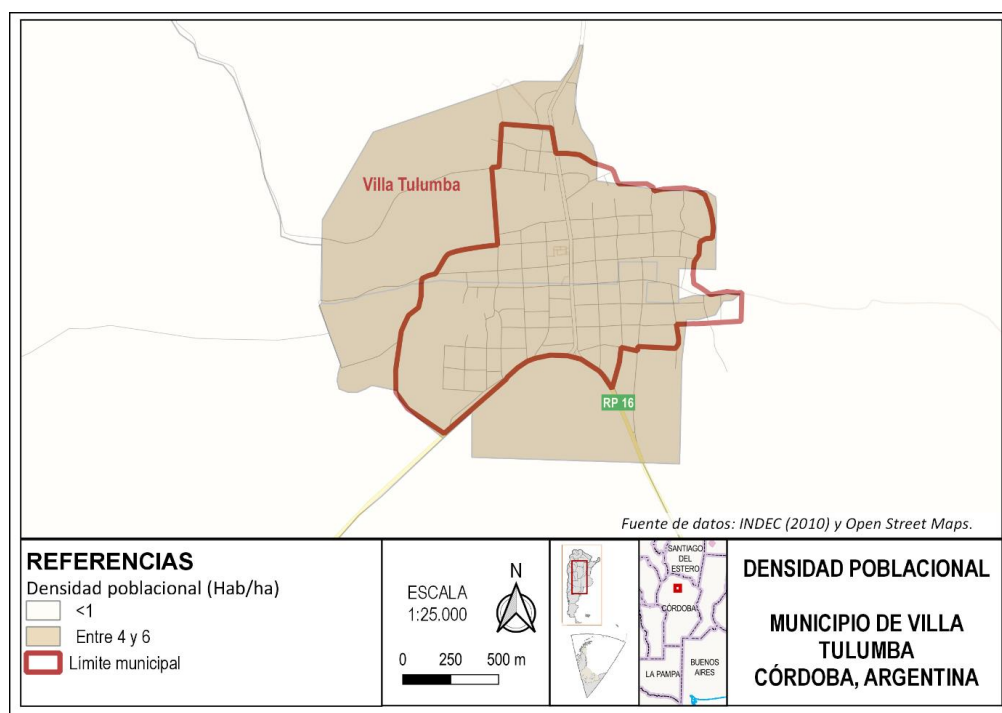 Villa Tulumba
RP 16
Fuente de datos: INDEC (2010) y Open Street Maps.
REFERENCIAS
Densidad poblacional (Hab/ha)
<1
Entre 4 y 6
Limite municipal
ESCALA
1:25.000
N
0 250 500 m
SANTIAGO
DEL
ESTERO
CÓRDOBA
LA PAMPA
BUENOS
AIRES
DENSIDAD POBLACIONAL
MUNICIPIO DE VILLA
TULUMBA
CÓRDOBA, ARGENTINA